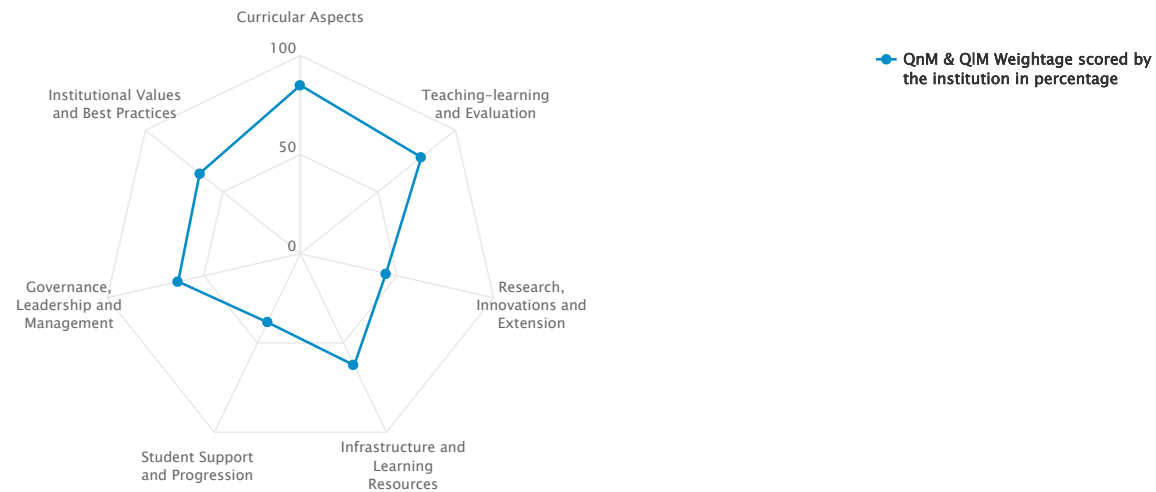 Curricular Aspects
100
50
0
Teaching-learning
and Evaluation
Research,
Innovations and
Extension
Infrastructure and
Learning
Resources
Student Support
and Progression
Governance,
Leadership and
Management
Institutional Values
and Best Practices
QnM & QlM Weightage scored by
the institution in percentage